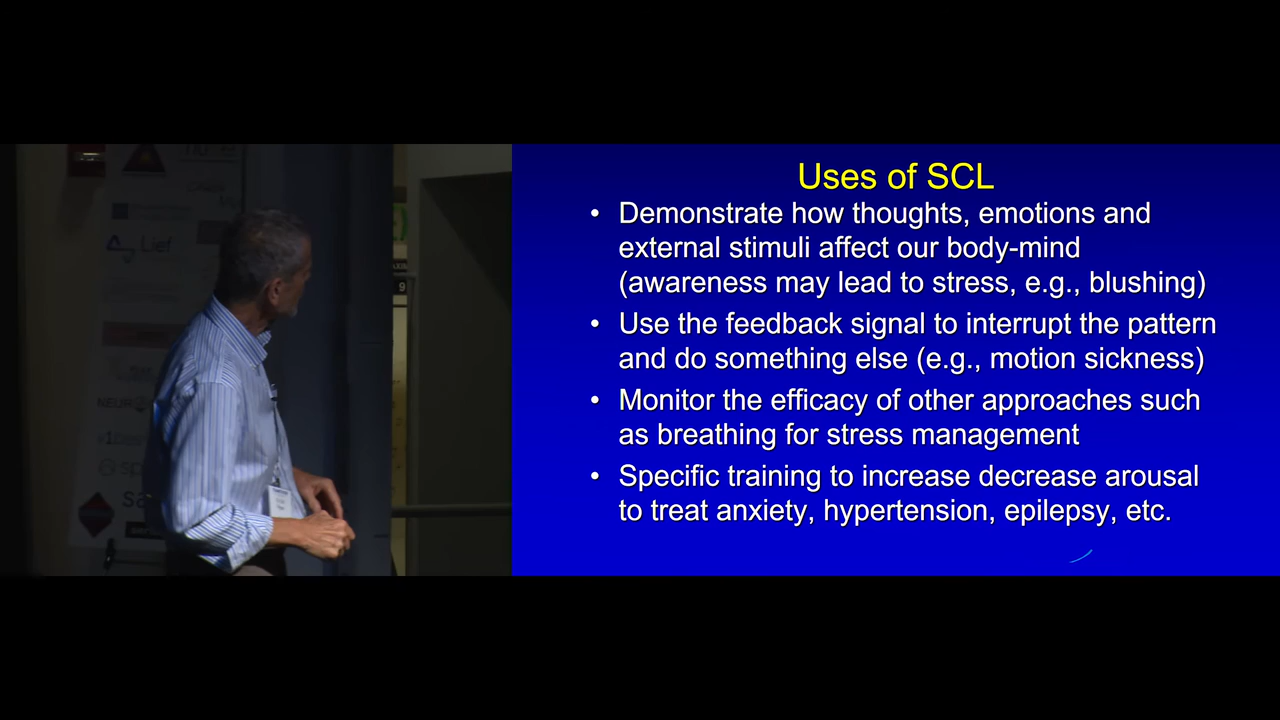 Lief
NEUR
9
Uses of SCL
• Demonstrate how thoughts, emotions and
external stimuli affect our body-mind
(awareness may lead to stress, e.g., blushing)
• Use the feedback signal to interrupt the pattern
and do something else (e.g., motion sickness)
• Monitor the efficacy of other approaches such
as breathing for stress management
• Specific training to increase decrease arousal
to treat anxiety, hypertension, epilepsy, etc.